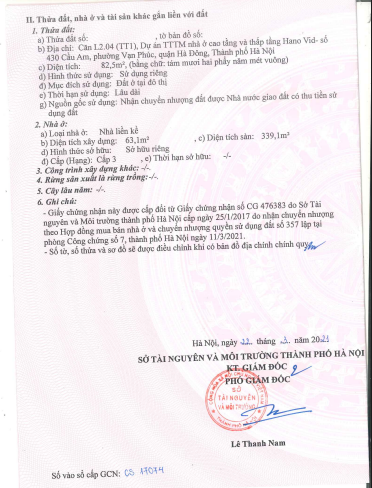 II. Thửa đất, nhà ở và tài sản khác gắn liền với đất
1. Thửa đất:
a) Thửa đất số: , tờ bản đồ số:
b) Địa chỉ: Căn L2.04 (TT1), Dự án TTTM nhà ở cao tầng và thấp tầng Hano Vid- số
430 Cầu Am, phường Vạn Phúc, quận Hà Đông, Thành phố Hà Nội
c) Diện tích: 82,5m², (bằng chữ: tám mươi hai phẩy năm mét vuông)
d) Hình thức sử dụng: Sử dụng riêng
đ) Mục đích sử dụng: Đất ở tại đô thị
e) Thời hạn sử dụng: Lâu dài
g) Nguồn gốc sử dụng: Nhận chuyển nhượng đất được Nhà nước giao đất có thu tiền sử
dụng đất
2. Nhà ở:
a) Loại nhà ở: Nhà liền kề
b) Diện tích xây dựng: 63,1m² , c) Diện tích sàn: 339,1m²
d) Hình thức sở hữu: Sở hữu riêng
đ) Cấp (Hạng): Cấp 3 , e) Thời hạn sở hữu: -/-
3. Công trình xây dựng khác: -/-
4. Rừng sản xuất là rừng trồng:-/-
5. Cây lâu năm: -/-
6. Ghi chú:
- Giấy chứng nhận này được cấp đổi từ Giấy chứng nhận số CG 476383 do Sở Tài
nguyên và Môi trường thành phố Hà Nội cấp ngày 25/1/2017 do nhận chuyển nhượng
theo Hợp đồng mua bán nhà ở và chuyển nhượng quyền sử dụng đất số 357 lập tại
phòng Công chứng số 7, thành phố Hà Nội ngày 11/3/2021.
- Số tờ, số thửa và sơ đồ sẽ được điều chỉnh khi có bản đồ địa chính chính quy
Hà Nội, ngày 22 tháng 3 năm 2021
SỞ TÀI NGUYÊN VÀ MÔI TRƯỜNG THÀNH PHỐ HÀ NỘI
KT. GIÁM ĐỐC
PHÓ GIÁM ĐỐC
SỞ
TÀI NGUYÊN
VÀ MÔI TRƯỜNG
Lê Thanh Nam
Số vào sổ cấp GCN: CS 17074